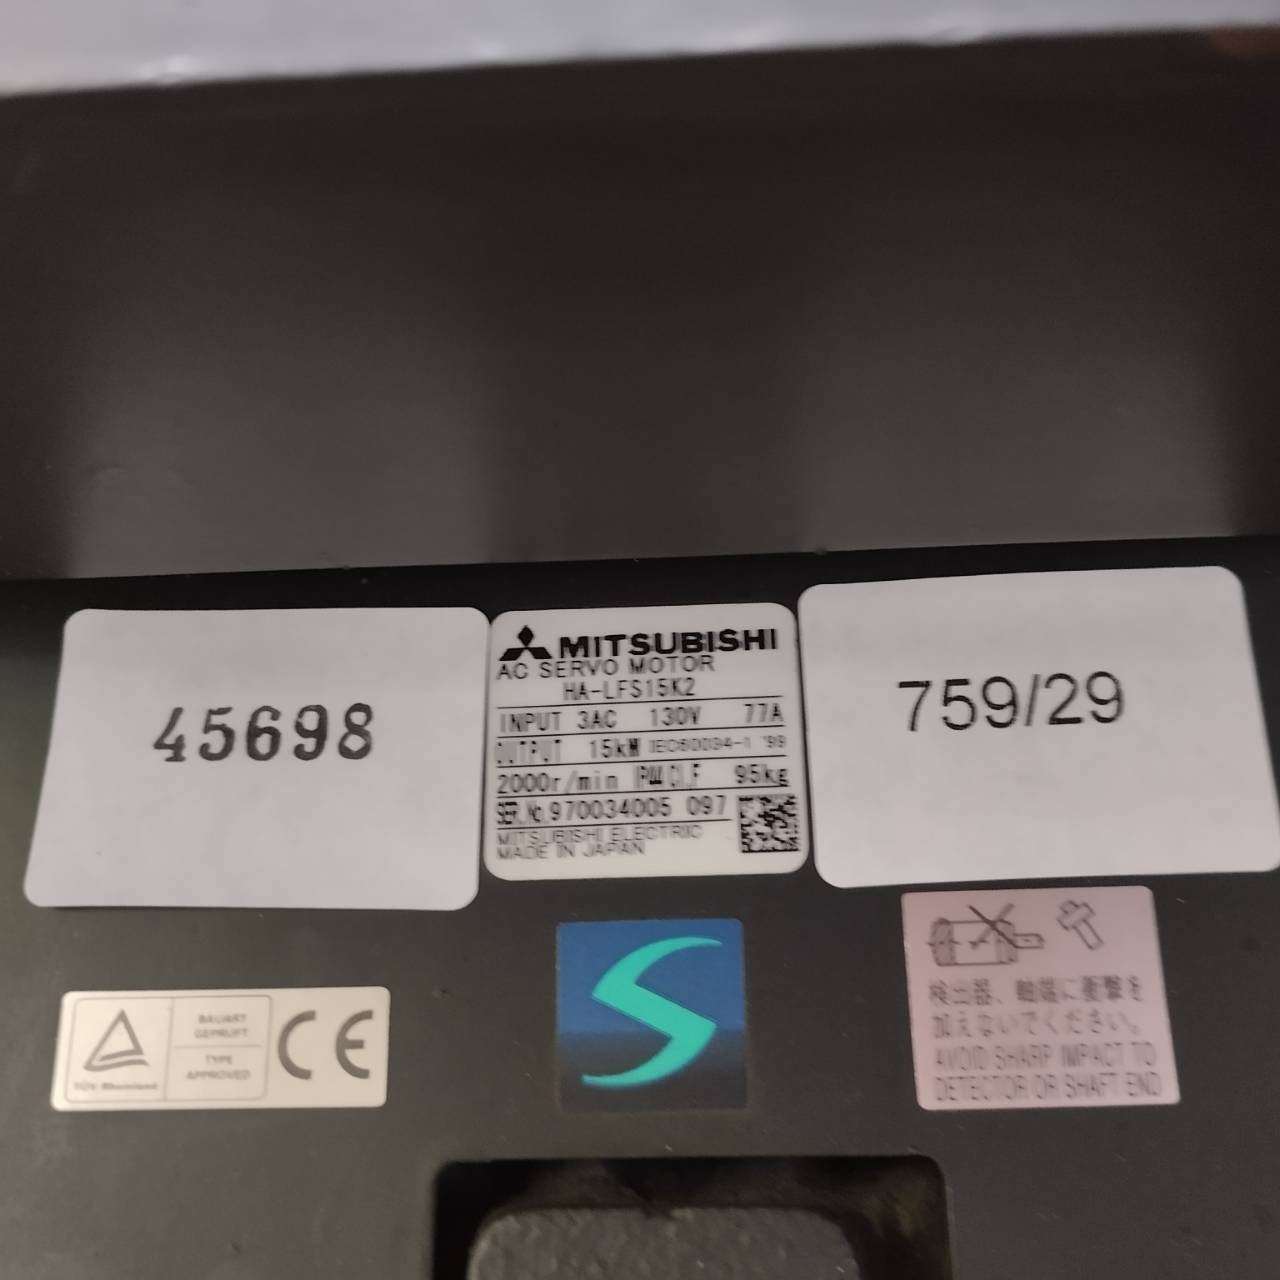 45698
MITSUBISHI
AC SERVO MOTOR
HA-LFS15K2
INPUT 3AC 130V 77A
OUTPUT 15kW IEC60034-1 '99
2000r/min IP44 CI.F 95kg
SER.No.970034005 097
MITSUBISHI ELECTRIC
MADE IN JAPAN
759/29
TÜV Rheinland
BAUART
GEPRÜFT
TYPE
APPROVED
CE
S
検出器、軸端に衝撃を
加えないでください。
AVOID SHARP IMPACT TO
DETECTOR OR SHAFT END